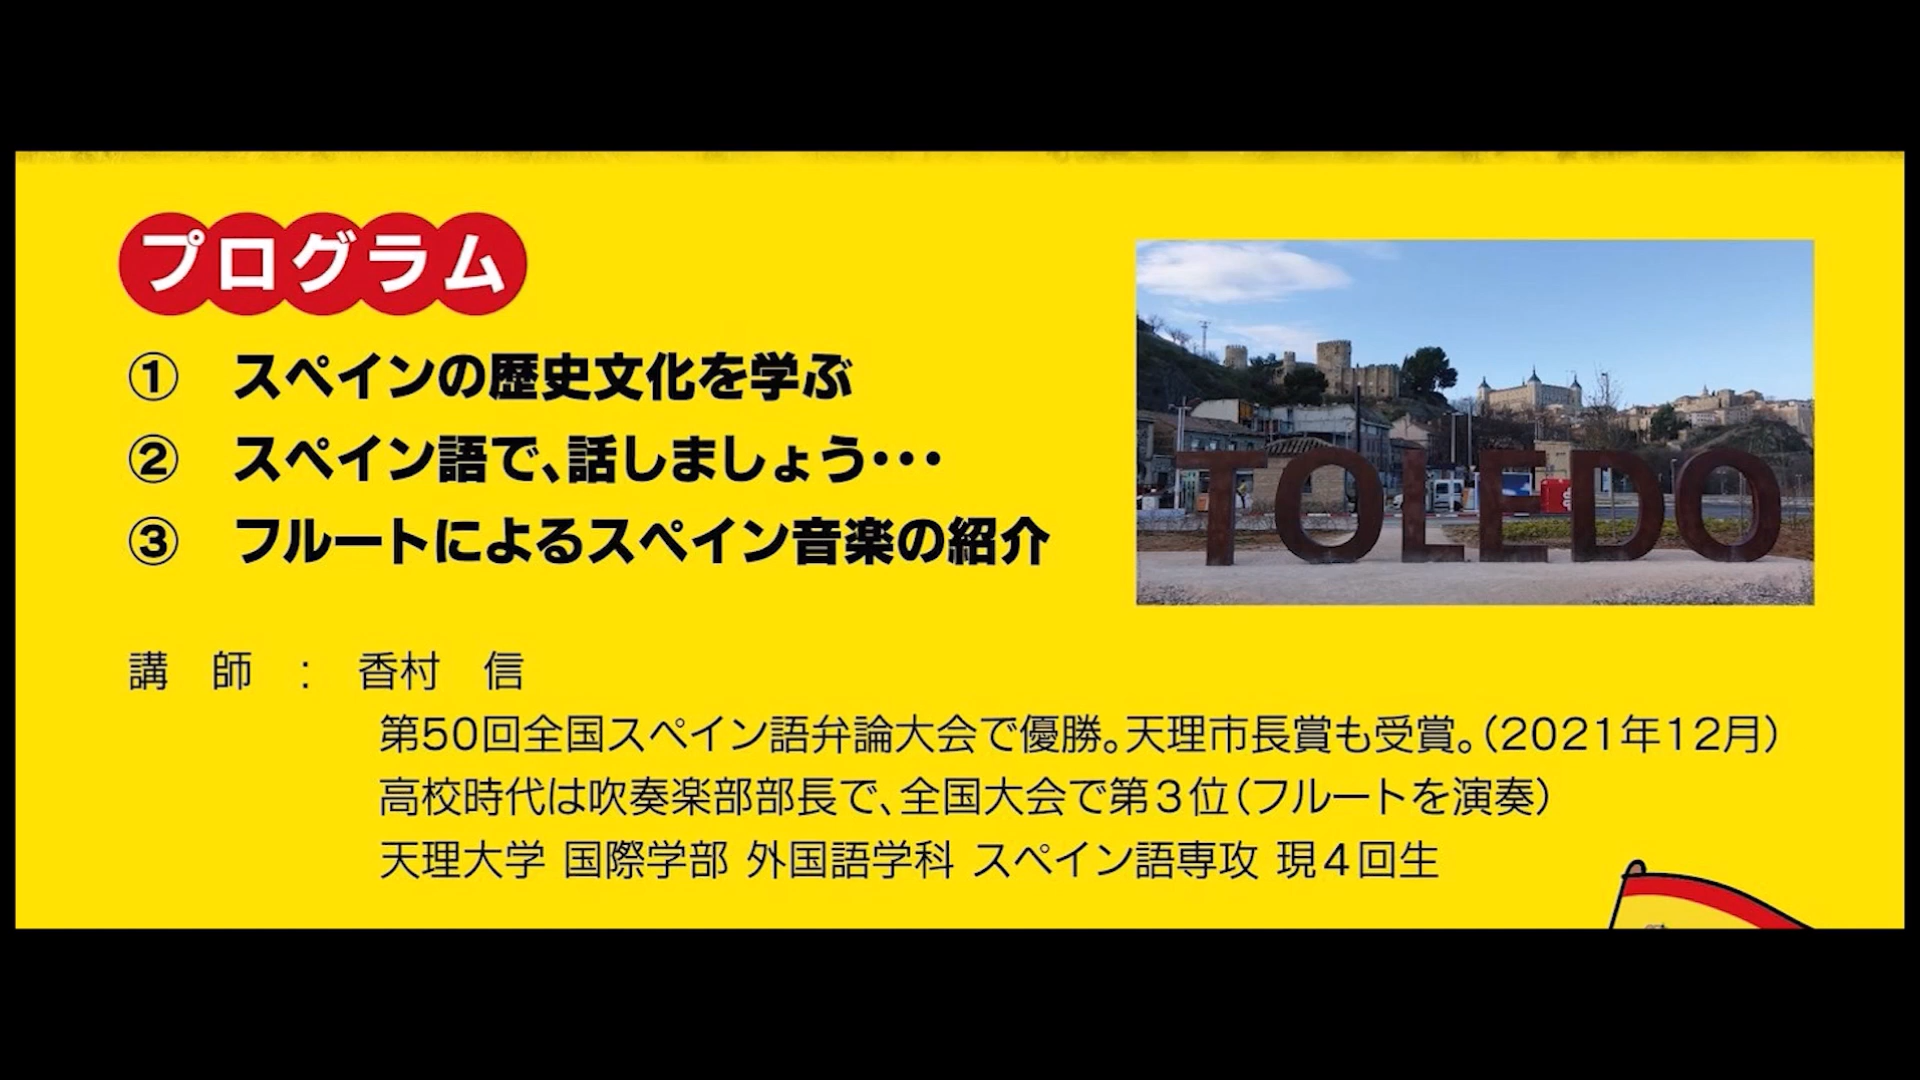 プログラム
① スペインの歴史文化を学ぶ
② スペイン語で、話しましょう・・・
③ フルートによるスペイン音楽の紹介
TOLEDO
講 師 : 香村 信
第50回全国スペイン語弁論大会で優勝。天理市長賞も受賞。（2021年12月）
高校時代は吹奏楽部部長で、全国大会で第３位（フルートを演奏）
天理大学 国際学部 外国語学科 スペイン語専攻 現４回生